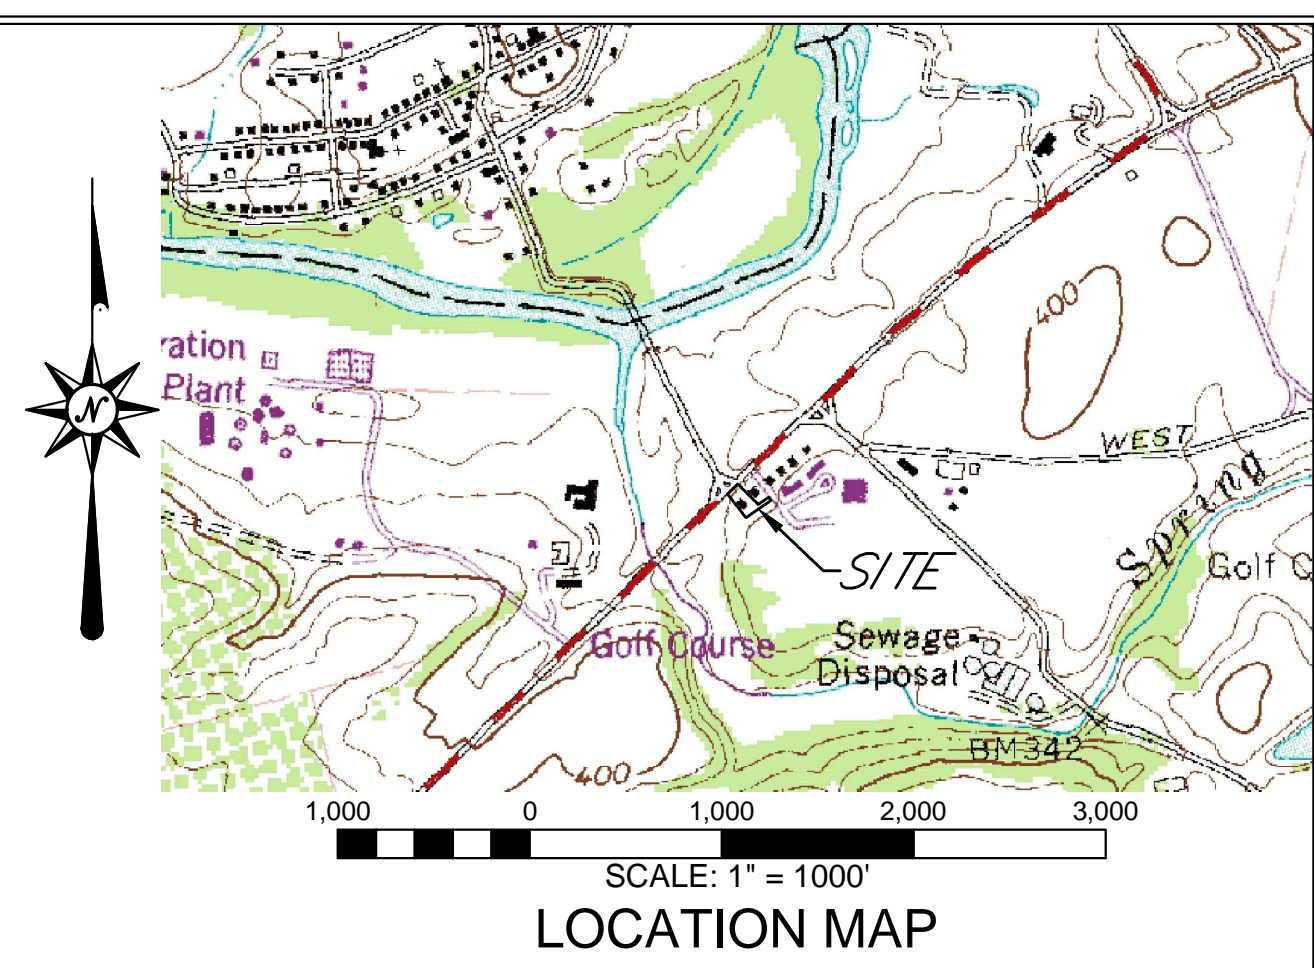 400
ration
Plant
WEST
Spring
SITE
Golf C
Golf Course
Sewage
Disposal
BM 342
400
N
1,000 0 1,000 2,000 3,000
SCALE: 1" = 1000'
LOCATION MAP